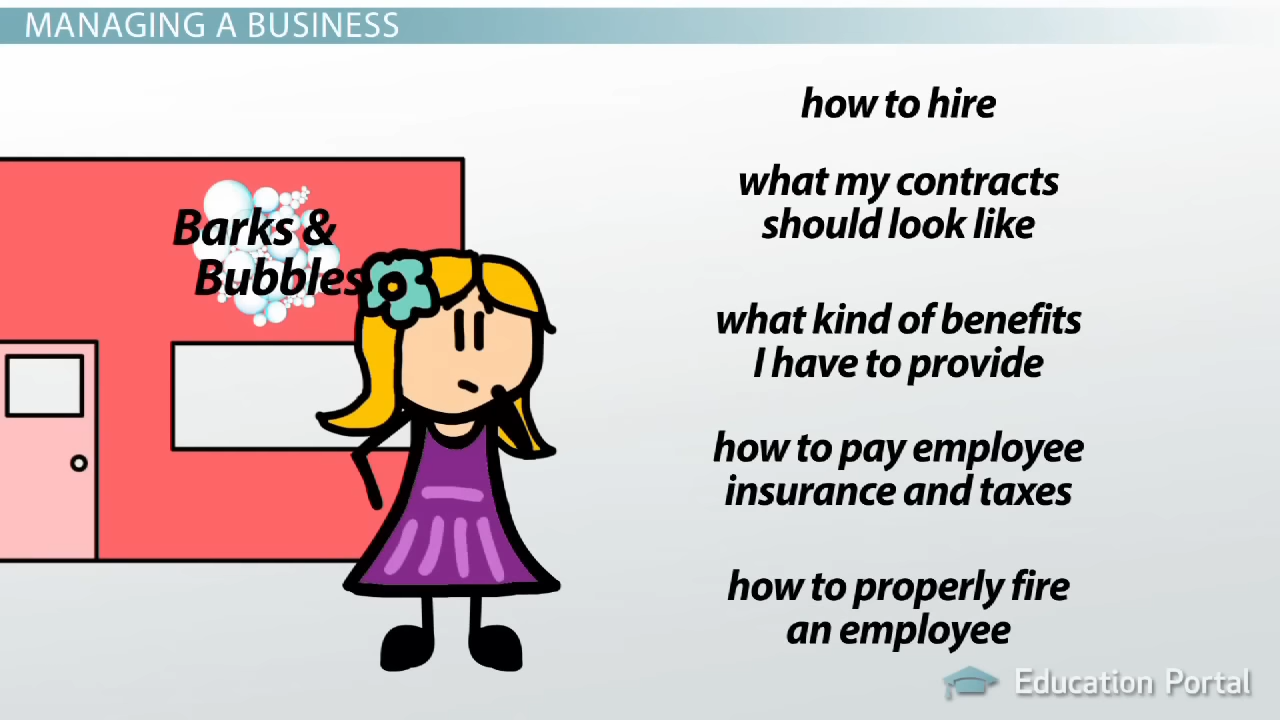 MANAGING A BUSINESS
Barks &
Bubbles
how to hire
what my contracts
should look like
what kind of benefits
I have to provide
how to pay employee
insurance and taxes
how to properly fire
an employee
Education Portal